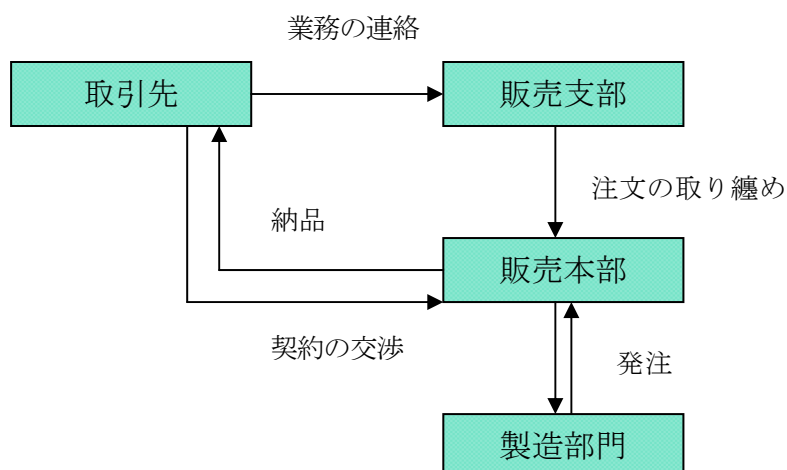 業務の連絡
取引先
販売支部
注文の取り纏め
納品
販売本部
契約の交渉
発注
製造部門